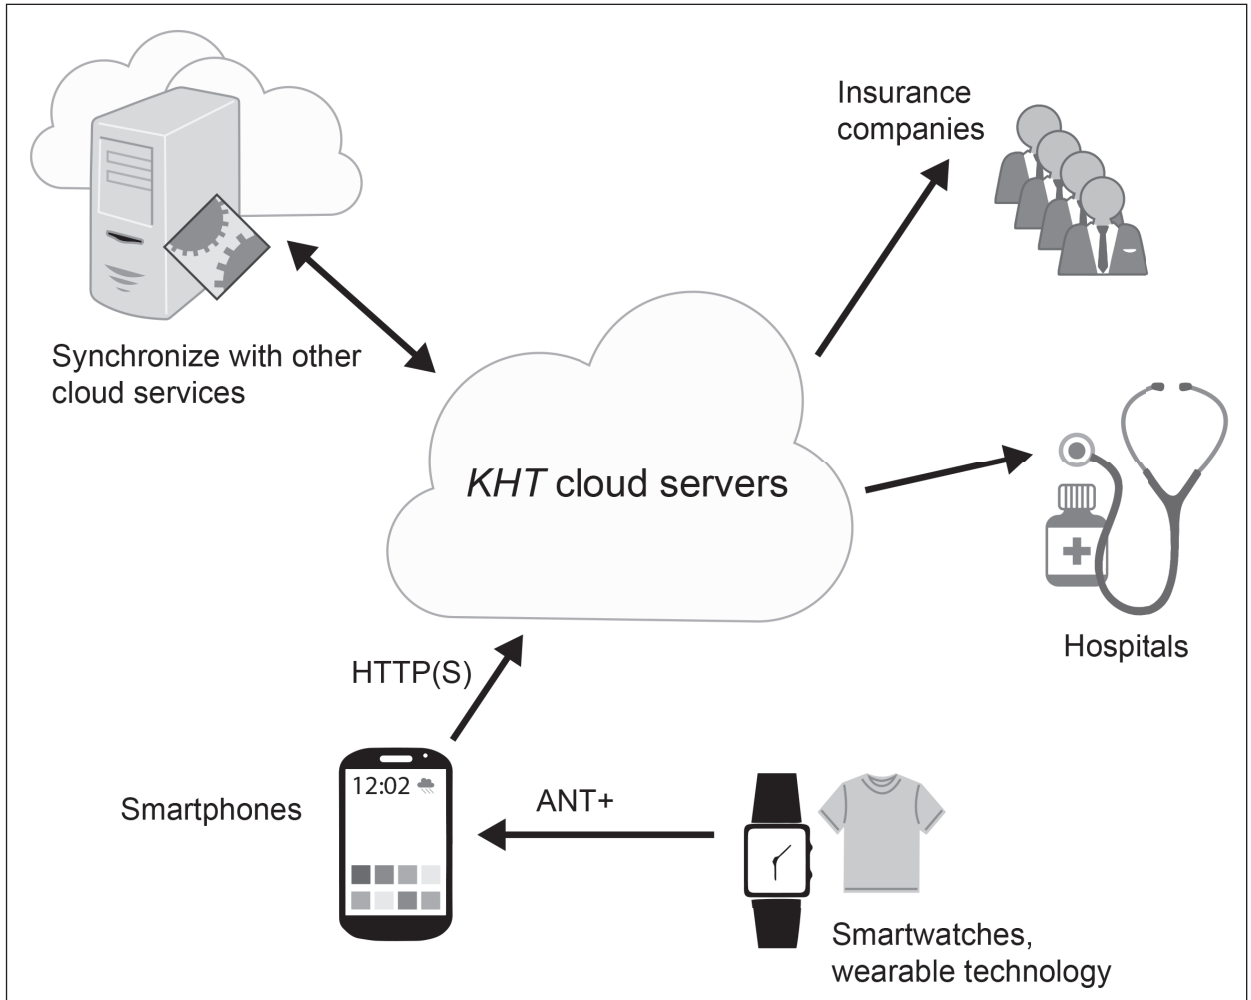 Insurance
companies
Synchronize with other
cloud services
KHT cloud servers
Hospitals
HTTP(S)
Smartphones
12:02
ANT+
Smartwatches,
wearable technology